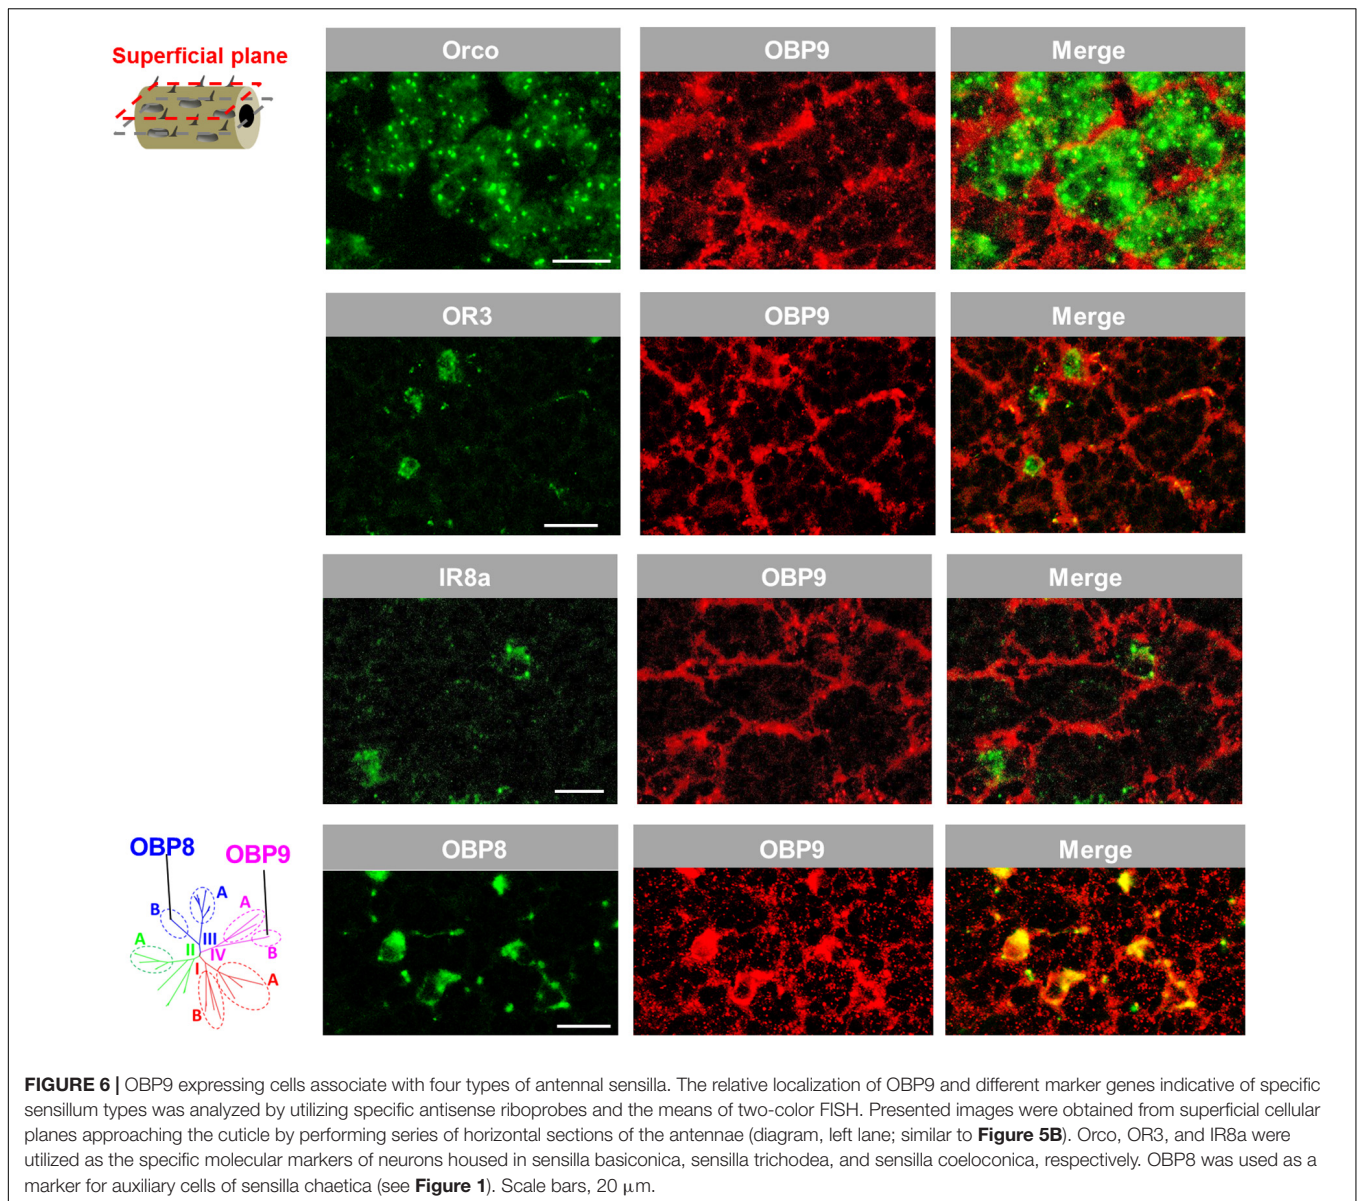 Superficial plane
Orco
OBP9
Merge
OR3
OBP9
Merge
IR8a
OBP9
Merge
OBP8
OBP9
OBP8
OBP9
Merge
A
B
A
A
III
II
IV
B
I
A
B
FIGURE 6 | OBP9 expressing cells associate with four types of antennal sensilla. The relative localization of OBP9 and different marker genes indicative of specific
sensillum types was analyzed by utilizing specific antisense riboprobes and the means of two-color FISH. Presented images were obtained from superficial cellular
planes approaching the cuticle by performing series of horizontal sections of the antennae (diagram, left lane; similar to Figure 5B). Orco, OR3, and IR8a were
utilized as the specific molecular markers of neurons housed in sensilla basiconica, sensilla trichodea, and sensilla coeloconica, respectively. OBP8 was used as a
marker for auxiliary cells of sensilla chaetica (see Figure 1). Scale bars, 20 μm.